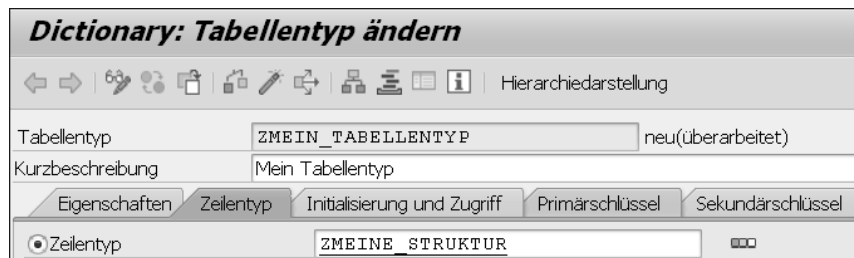 Dictionary: Tabellentyp ändern
Hierarchiedarstellung
Tabellentyp ZMEIN_TABELLENTYP neu(überarbeitet)
Kurzbeschreibung Mein Tabellentyp
Eigenschaften Zeilentyp Initialisierung und Zugriff Primärschlüssel Sekundärschlüssel
Zeilentyp ZMEINE_STRUKTUR